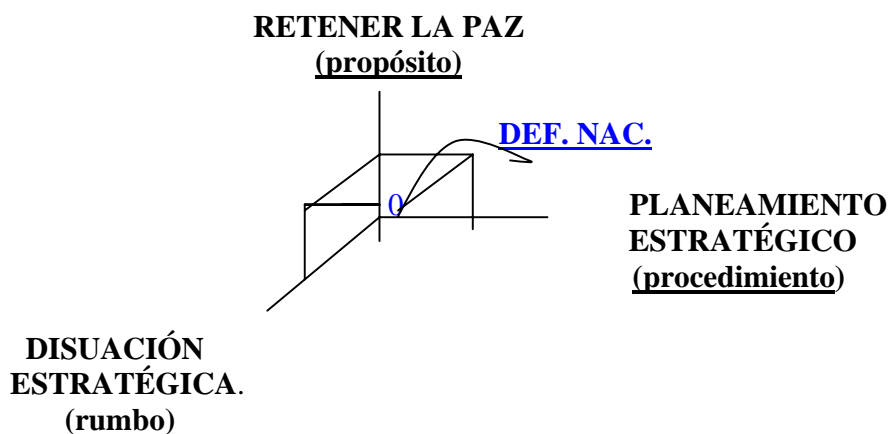 RETENER LA PAZ
(propósito)
DEF. NAC.
0
PLANEAMIENTO
ESTRATÉGICO
(procedimiento)
DISUACIÓN
ESTRATÉGICA.
(rumbo)